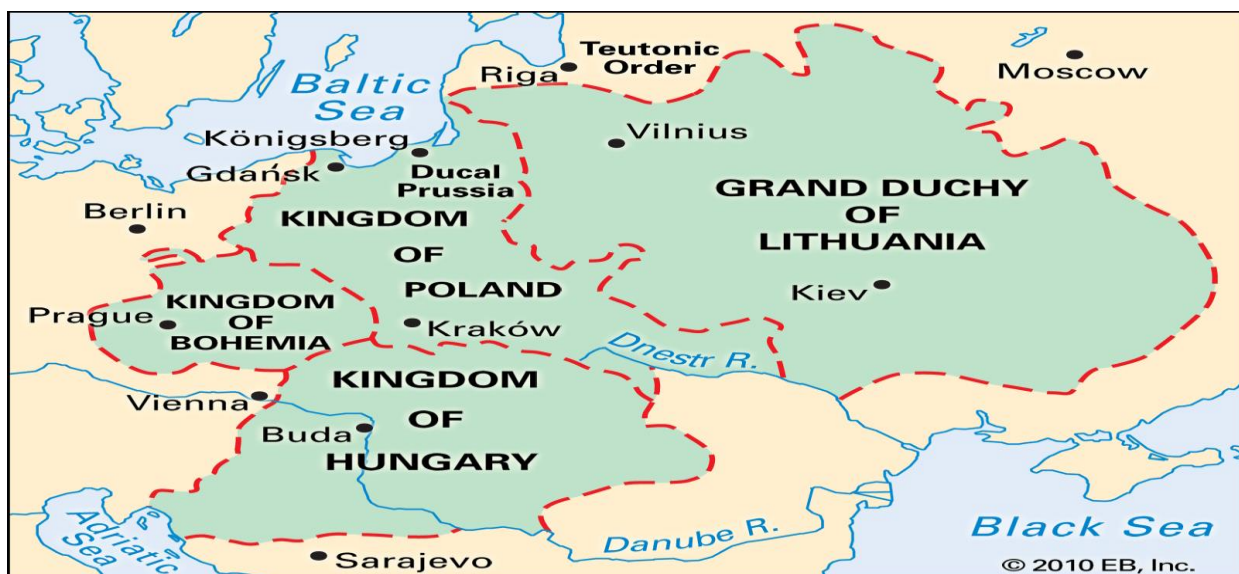 Teutonic
Order
Riga
Moscow
Baltic
Sea
Königsberg
Vilnius
Gdańsk
Ducal
Prussia
Berlin
KINGDOM
OF
POLAND
GRAND DUCHY
OF
LITHUANIA
Kiev
KINGDOM
OF
BOHEMIA
Prague
Kraków
Dnestr R.
KINGDOM
OF
HUNGARY
Vienna
Buda
Adriatic
Sea
Sarajevo
Danube R.
Black Sea
© 2010 EB, Inc.